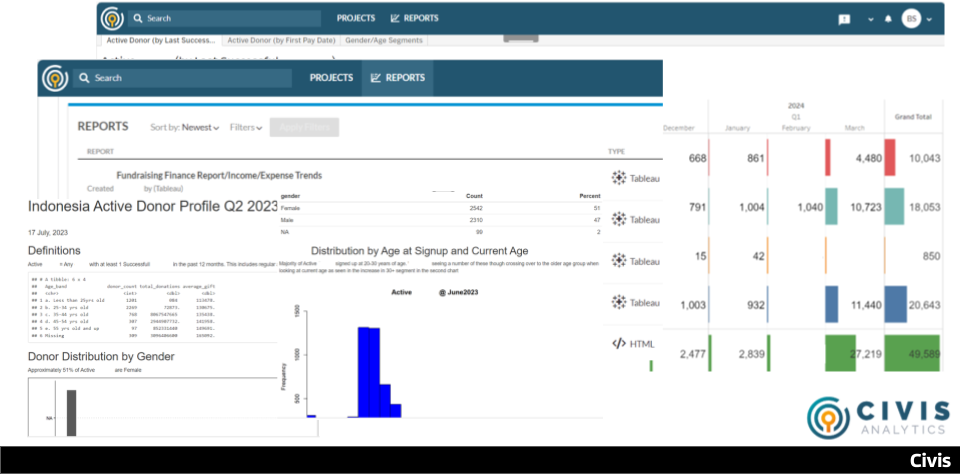 Search
PROJECTS
REPORTS
BS
Active Donor (by Last Success...
Active Donor (by First Pay Date)
Gender/Age Segments
Search
PROJECTS
REPORTS
REPORTS
Sort by: Newest
Filters
Apply Filters
REPORT
TYPE
Fundraising Finance Report/Income/Expense Trends
Created by (Tableau)
Tableau
Tableau
Tableau
Tableau
HTML
Indonesia Active Donor Profile Q2 2023
17 July, 2023
Definitions
Active = Any with at least 1 Successfull in the past 12 months. This includes regular
## # A tibble: 6 x 4
## Age_band donor_count total_donations average_gift
Donor Distribution by Gender
Approximately 51% of Active are Female
NA
gender Count Percent
Female 2542 51
Male 2310 47
NA 99 2
Distribution by Age at Signup and Current Age
Majority of Active signed up at 20-30 years of age. seeing a number of these though crossing over to the older age group when
looking at current age as seen in the increase in 30+ segment in the second chart
Active @ June2023
Frequency
1500
1000
500
2024
Q1
December January February March Grand Total
668 861 4,480 10,043
791 1,004 1,040 10,723 18,053
15 42 850
1,003 932 11,440 20,643
2,477 2,839 27,219 49,589
CIVIS
ANALYTICS
Civis